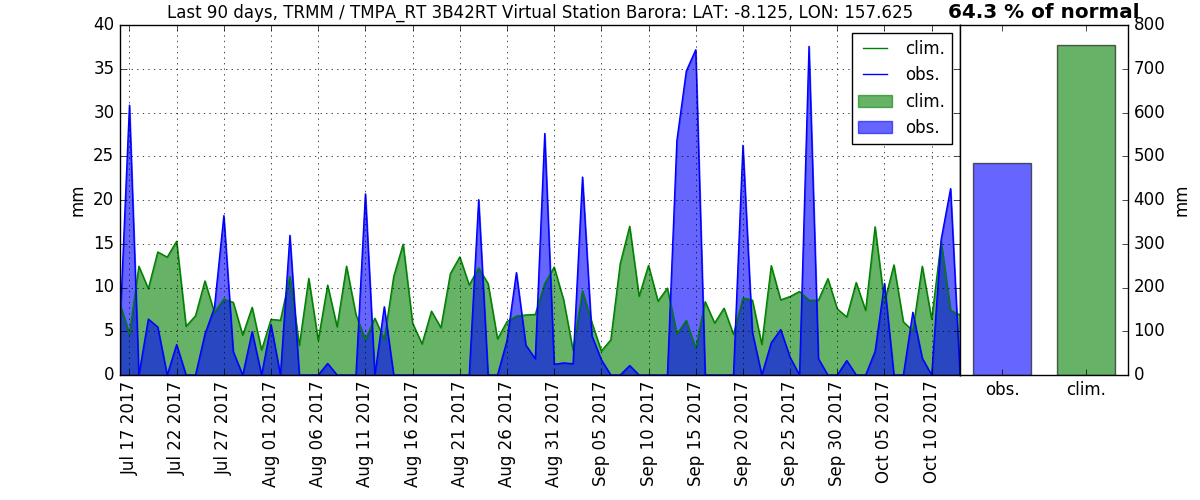 Last 90 days, TRMM / TMPA_RT 3B42RT Virtual Station Barora: LAT: -8.125, LON: 157.625
64.3 % of normal
40
35
30
25
20
15
10
5
0
mm
clim.
obs.
clim.
obs.
Jul 17 2017
Jul 22 2017
Jul 27 2017
Aug 01 2017
Aug 06 2017
Aug 11 2017
Aug 16 2017
Aug 21 2017
Aug 26 2017
Aug 31 2017
Sep 05 2017
Sep 10 2017
Sep 15 2017
Sep 20 2017
Sep 25 2017
Sep 30 2017
Oct 05 2017
Oct 10 2017
800
700
600
500
400
300
200
100
0
mm
obs.
clim.